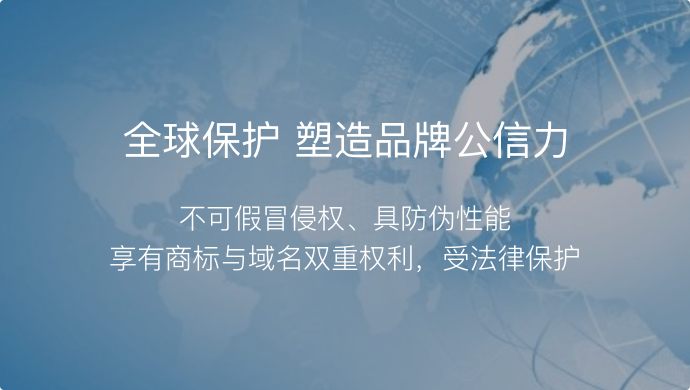 全球保护 塑造品牌公信力
不可假冒侵权、具防伪性能
享有商标与域名双重权利，受法律保护